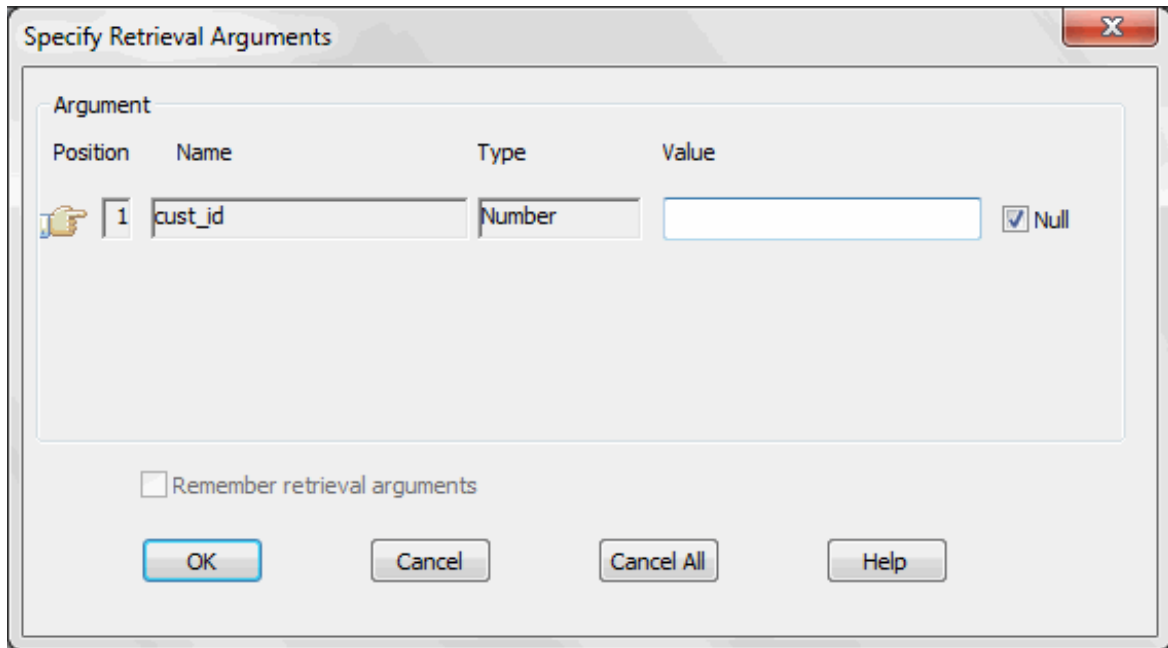 Specify Retrieval Arguments
Argument
Position Name Type Value
1 cust_id Number Null
Remember retrieval arguments
OK Cancel Cancel All Help